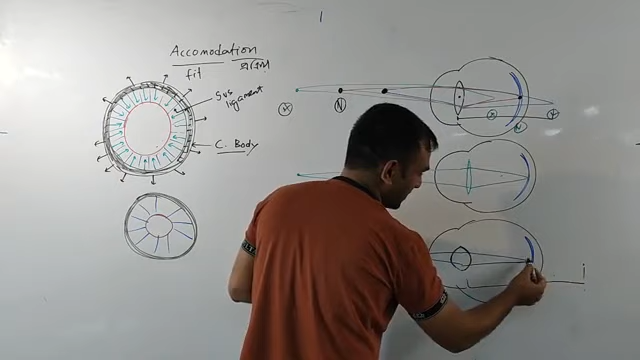 Accomodation
fit
Sus
ligament
C. Body
X
N
Y
X
N
i